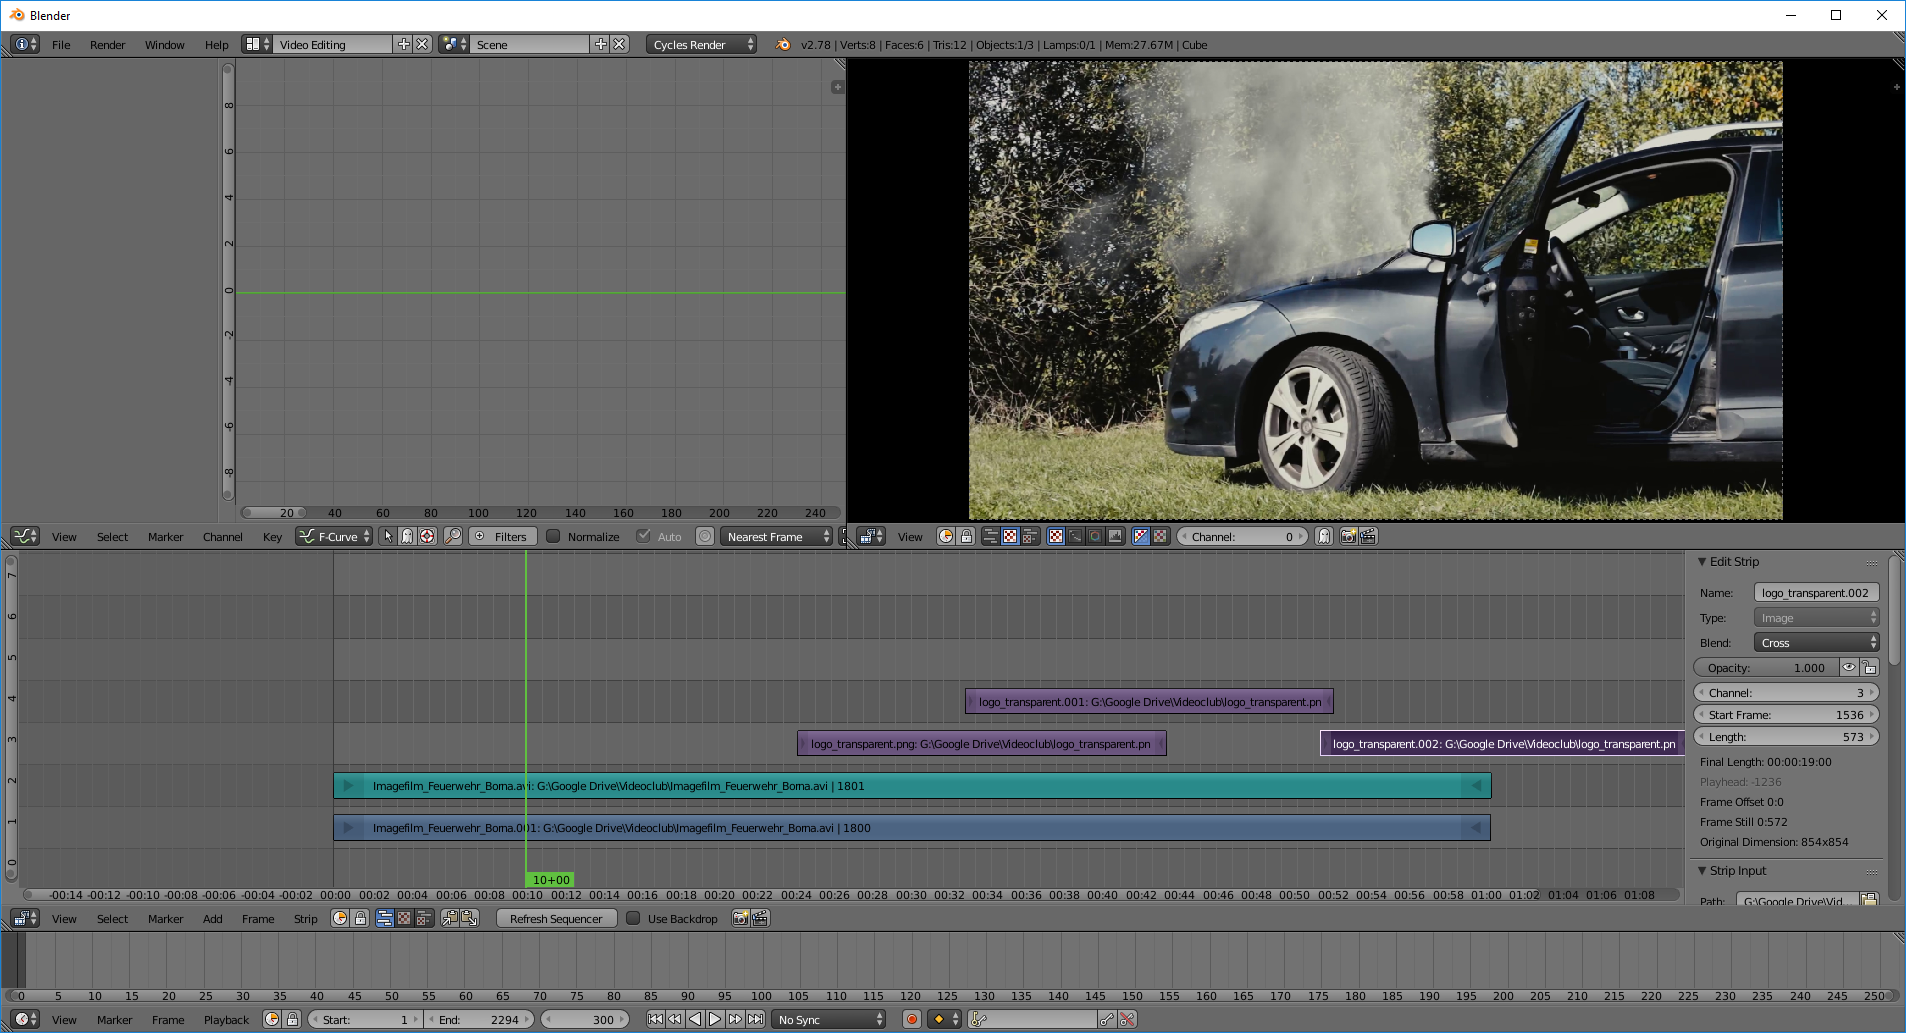 Blender
File Render Window Help Video Editing Scene Cycles Render v2.78 | Verts:8 | Faces:6 | Tris:12 | Objects:1/3 | Lamps:0/1 | Mem:27.67M | Cube
8
6
4
2
0
-2
-4
-6
-8
20 40 60 80 100 120 140 160 180 200 220 240
View Select Marker Channel Key F-Curve Filters Normalize Auto Nearest Frame
View Channel: 0
7
6
5
4
3
2
1
0
logo_transparent.001: G:\Google Drive\Videoclub\logo_transparent.pn
logo_transparent.png: G:\Google Drive\Videoclub\logo_transparent.pn
logo_transparent.002: G:\Google Drive\Videoclub\logo_transparent.pn
Imagefilm_Feuerwehr_Borna.avi: G:\Google Drive\Videoclub\Imagefilm_Feuerwehr_Borna.avi | 1801
Imagefilm_Feuerwehr_Borna.001: G:\Google Drive\Videoclub\Imagefilm_Feuerwehr_Borna.avi | 1800
10+00
-00:14 -00:12 -00:10 -00:08 -00:06 -00:04 -00:02 00:00 00:02 00:04 00:06 00:08 00:10 00:12 00:14 00:16 00:18 00:20 00:22 00:24 00:26 00:28 00:30 00:32 00:34 00:36 00:38 00:40 00:42 00:44 00:46 00:48 00:50 00:52 00:54 00:56 00:58 01:00 01:02 01:04 01:06 01:08
Edit Strip
Name: logo_transparent.002
Type: Image
Blend: Cross
Opacity: 1.000
Channel: 3
Start Frame: 1536
Length: 573
Final Length: 00:00:19:00
Playhead: -1236
Frame Offset 0:0
Frame Still 0:572
Original Dimension: 854x854
Strip Input
Path: G:\Google Drive\Vid...
View Select Marker Add Frame Strip Refresh Sequencer Use Backdrop
0 5 10 15 20 25 30 35 40 45 50 55 60 65 70 75 80 85 90 95 100 105 110 115 120 125 130 135 140 145 150 155 160 165 170 175 180 185 190 195 200 205 210 215 220 225 230 235 240 245 250
View Marker Frame Playback Start: 1 End: 2294 300 No Sync